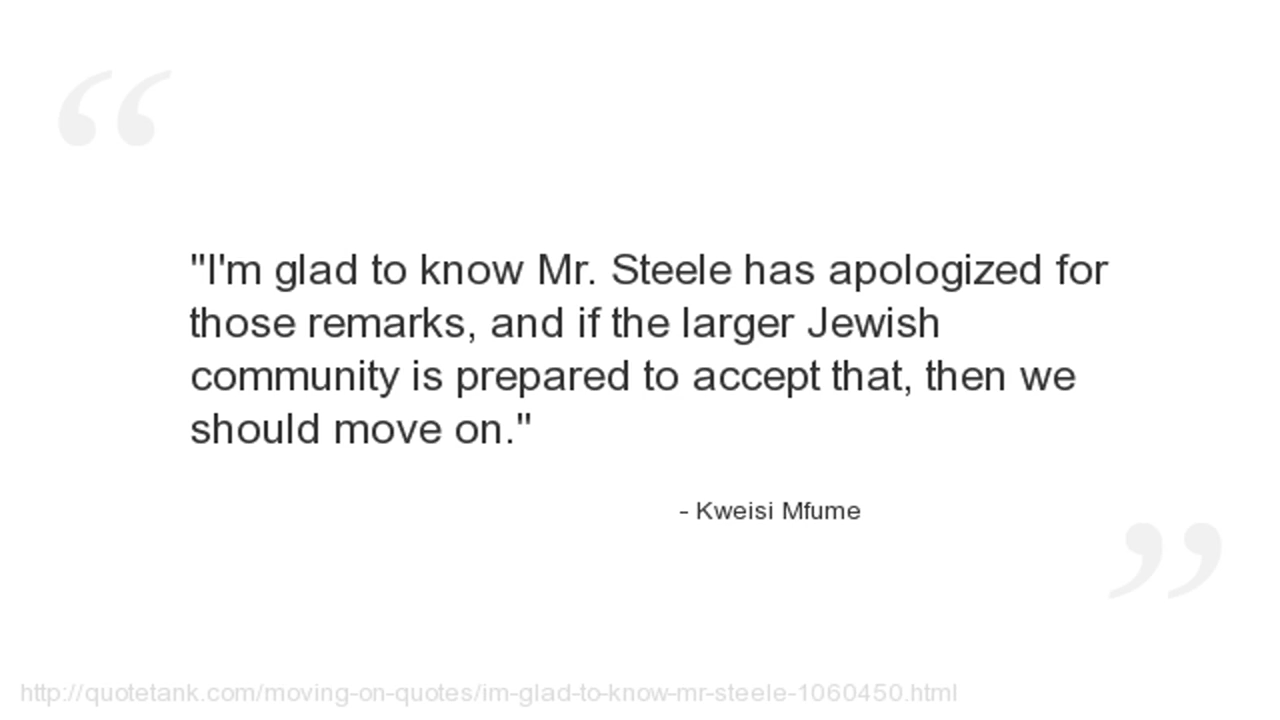 "I'm glad to know Mr. Steele has apologized for
those remarks, and if the larger Jewish
community is prepared to accept that, then we
should move on."
- Kweisi Mfume
http://quotetank.com/moving-on-quotes/im-glad-to-know-mr-steele-1060450.html